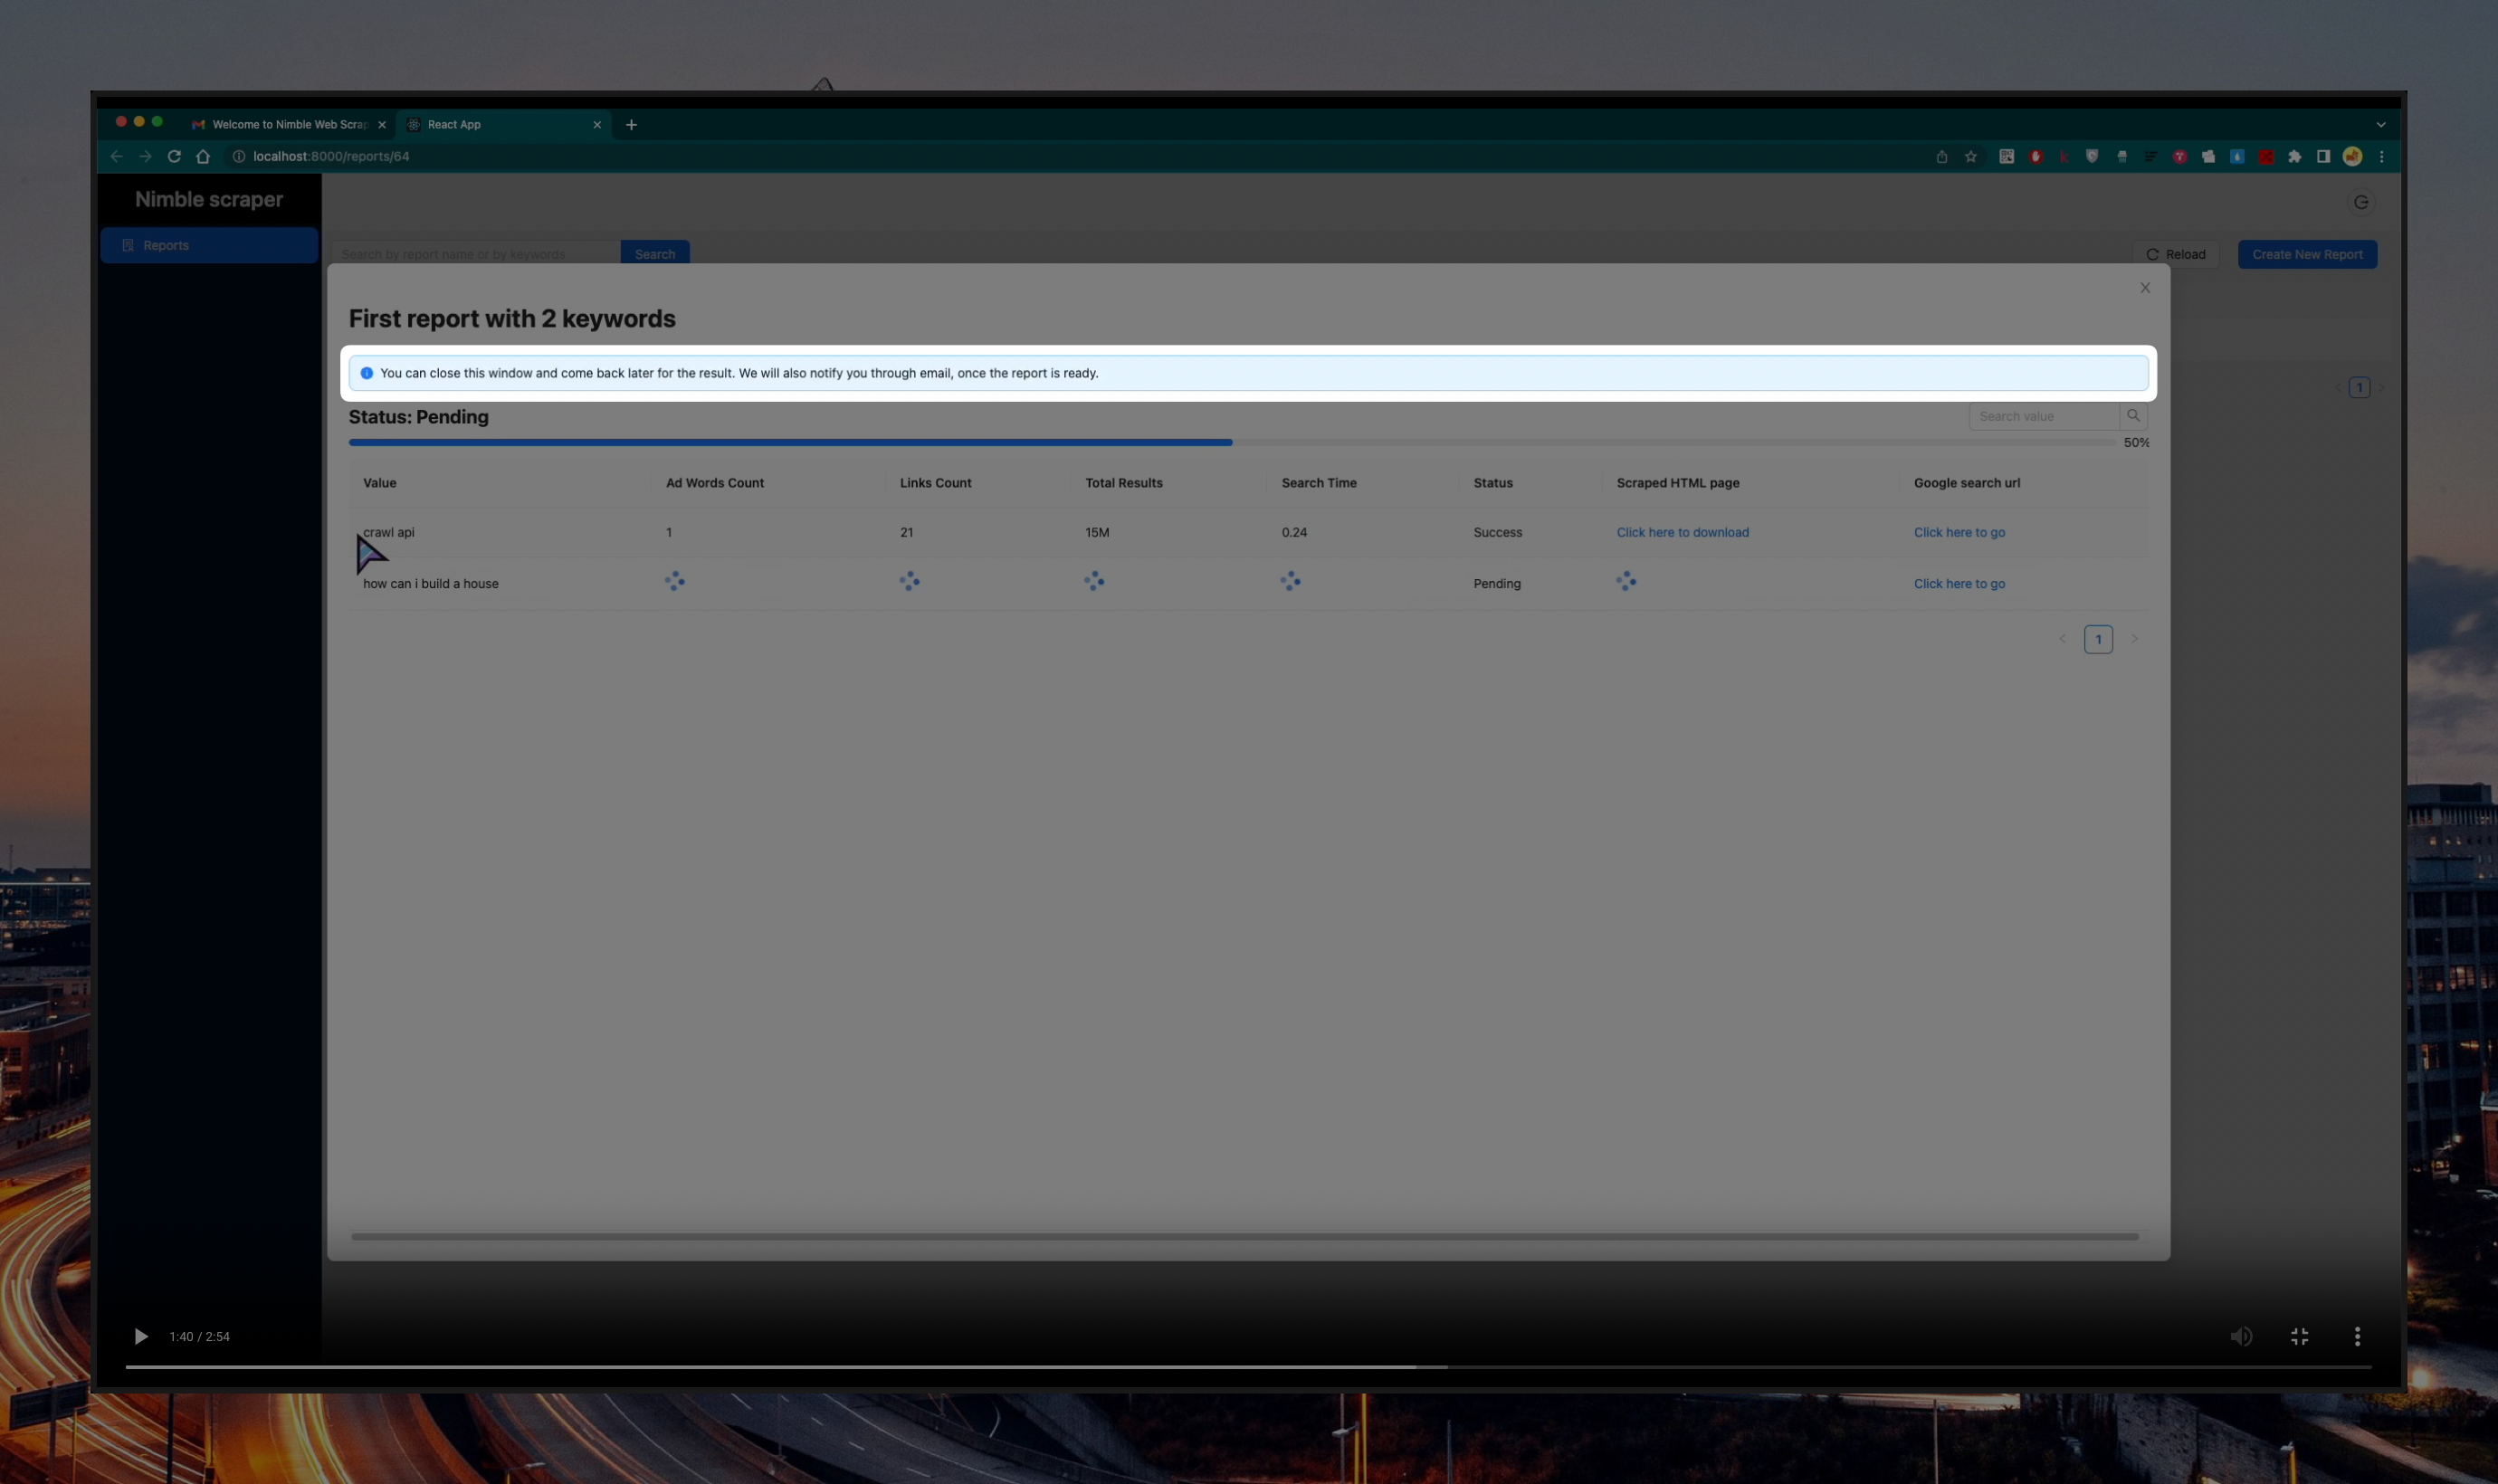 Welcome to Nimble Web Scrap
React App
localhost:8000/reports/64
Nimble scraper
Reports
Search by report name or by keywords
Search
Reload
Create New Report
First report with 2 keywords
You can close this window and come back later for the result. We will also notify you through email, once the report is ready.
1
Status: Pending
Search value
50%
Value Ad Words Count Links Count Total Results Search Time Status Scraped HTML page Google search url
crawl api 1 21 15M 0.24 Success Click here to download Click here to go
how can i build a house Pending Click here to go
1
1:40 / 2:54